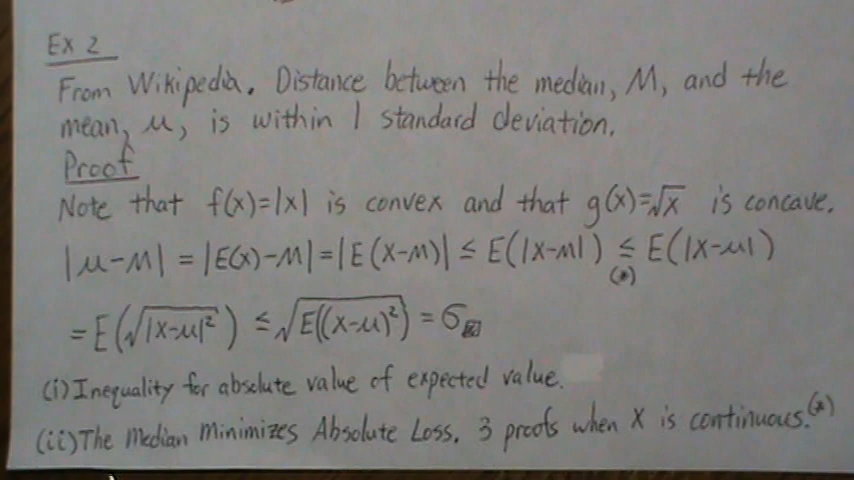 Ex 2
From Wikipedia. Distance between the median, M, and the
mean, μ, is within 1 standard deviation.
Proof
Note that f(x)=|x| is convex and that g(x)=√x is concave.
|μ-M| = |E(X)-M| = |E(X-M)| ≤ E(|X-M|) ≤ E(|X-μ|)
(*)
= E(√|X-μ|²) ≤ √E((X-μ)²) = σ
(i) Inequality for absolute value of expected value.
(ii) The Median Minimizes Absolute Loss. 3 proofs when X is continuous.(*)